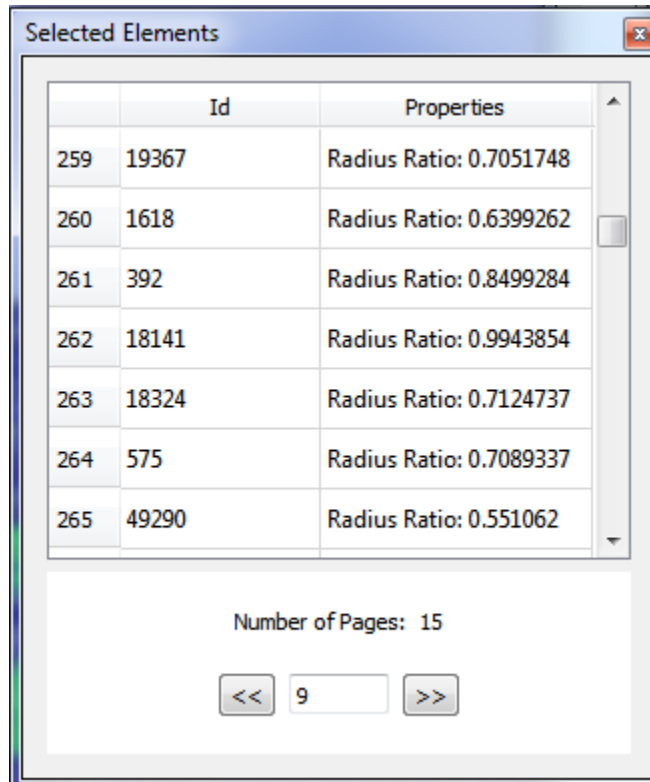 Selected Elements
Id Properties
259 19367 Radius Ratio: 0.7051748
260 1618 Radius Ratio: 0.6399262
261 392 Radius Ratio: 0.8499284
262 18141 Radius Ratio: 0.9943854
263 18324 Radius Ratio: 0.7124737
264 575 Radius Ratio: 0.7089337
265 49290 Radius Ratio: 0.551062
Number of Pages: 15
<< 9 >>